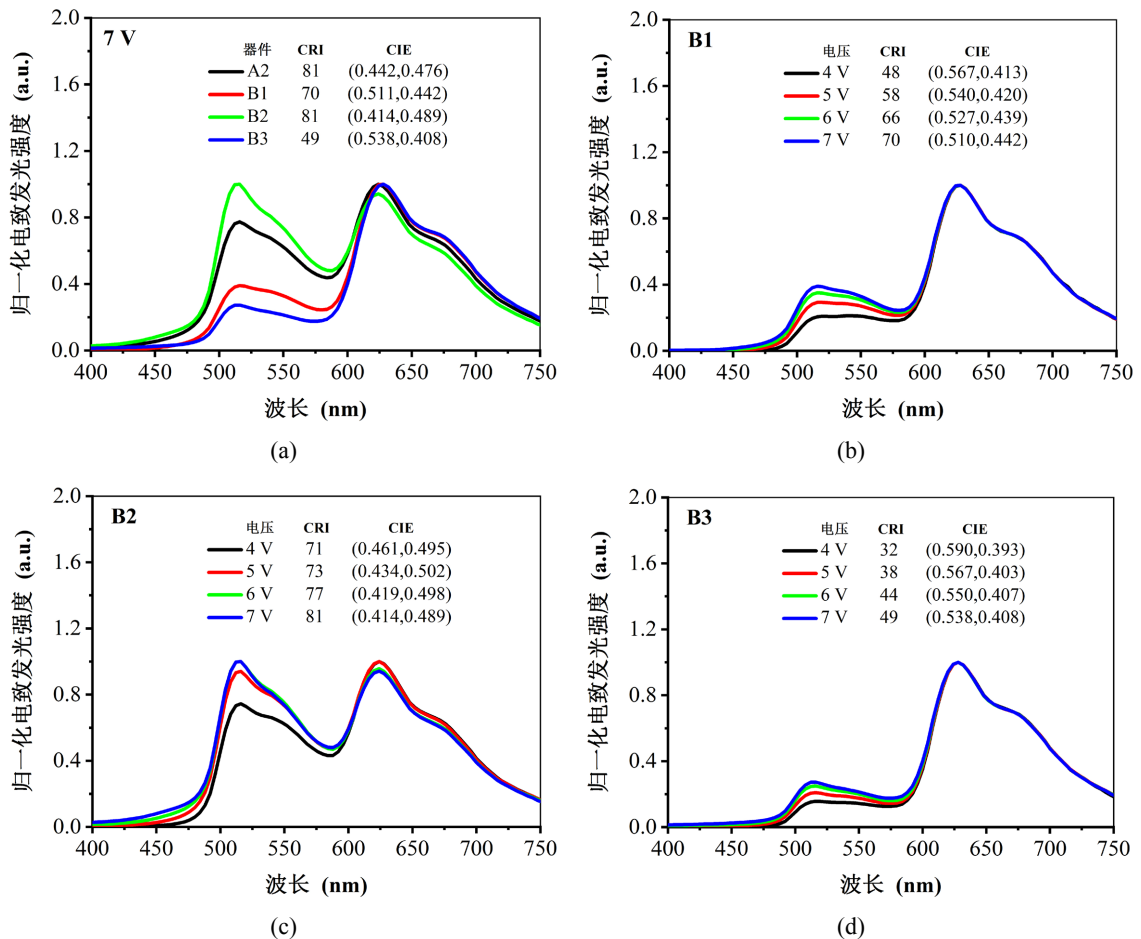 7 V
器件 CRI CIE
A2 81 (0.442,0.476)
B1 70 (0.511,0.442)
B2 81 (0.414,0.489)
B3 49 (0.538,0.408)
归一化电致发光强度 (a.u.)
2.0
1.6
1.2
0.8
0.4
0.0
400 450 500 550 600 650 700 750
波长 (nm)
(a)
B1
电压 CRI CIE
4 V 48 (0.567,0.413)
5 V 58 (0.540,0.420)
6 V 66 (0.527,0.439)
7 V 70 (0.510,0.442)
归一化电致发光强度 (a.u.)
2.0
1.6
1.2
0.8
0.4
0.0
400 450 500 550 600 650 700 750
波长 (nm)
(b)
B2
电压 CRI CIE
4 V 71 (0.461,0.495)
5 V 73 (0.434,0.502)
6 V 77 (0.419,0.498)
7 V 81 (0.414,0.489)
归一化电致发光强度 (a.u.)
2.0
1.6
1.2
0.8
0.4
0.0
400 450 500 550 600 650 700 750
波长 (nm)
(c)
B3
电压 CRI CIE
4 V 32 (0.590,0.393)
5 V 38 (0.567,0.403)
6 V 44 (0.550,0.407)
7 V 49 (0.538,0.408)
归一化电致发光强度 (a.u.)
2.0
1.6
1.2
0.8
0.4
0.0
400 450 500 550 600 650 700 750
波长 (nm)
(d)